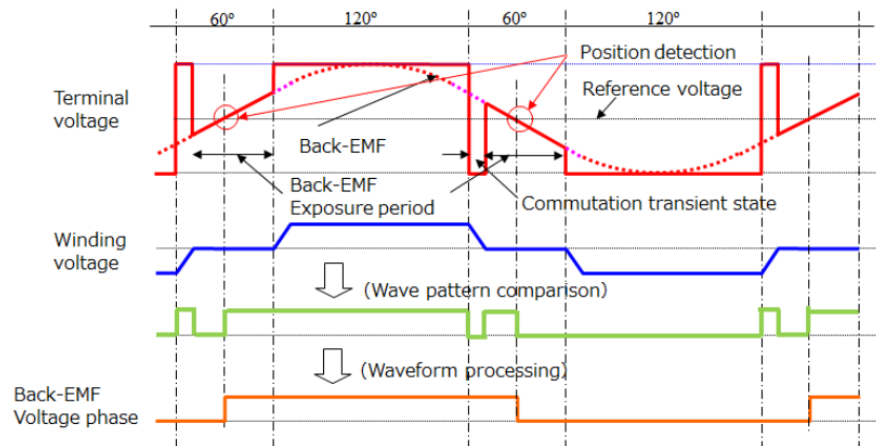 60° 120° 60° 120°
Position detection
Terminal
voltage
Reference voltage
Back-EMF
Back-EMF
Exposure period
Commutation transient state
Winding
voltage
(Wave pattern comparison)
(Waveform processing)
Back-EMF
Voltage phase